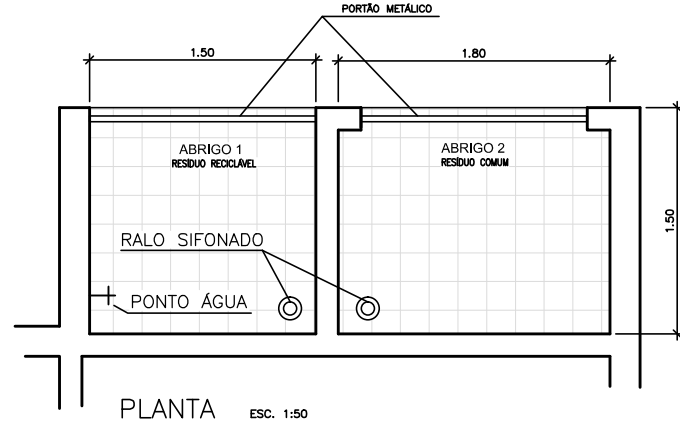 PORTÃO METÁLICO
1.50
1.80
ABRIGO 1
RESÍDUO RECICLÁVEL
ABRIGO 2
RESÍDUO COMUM
1.50
RALO SIFONADO
PONTO ÁGUA
PLANTA ESC. 1:50